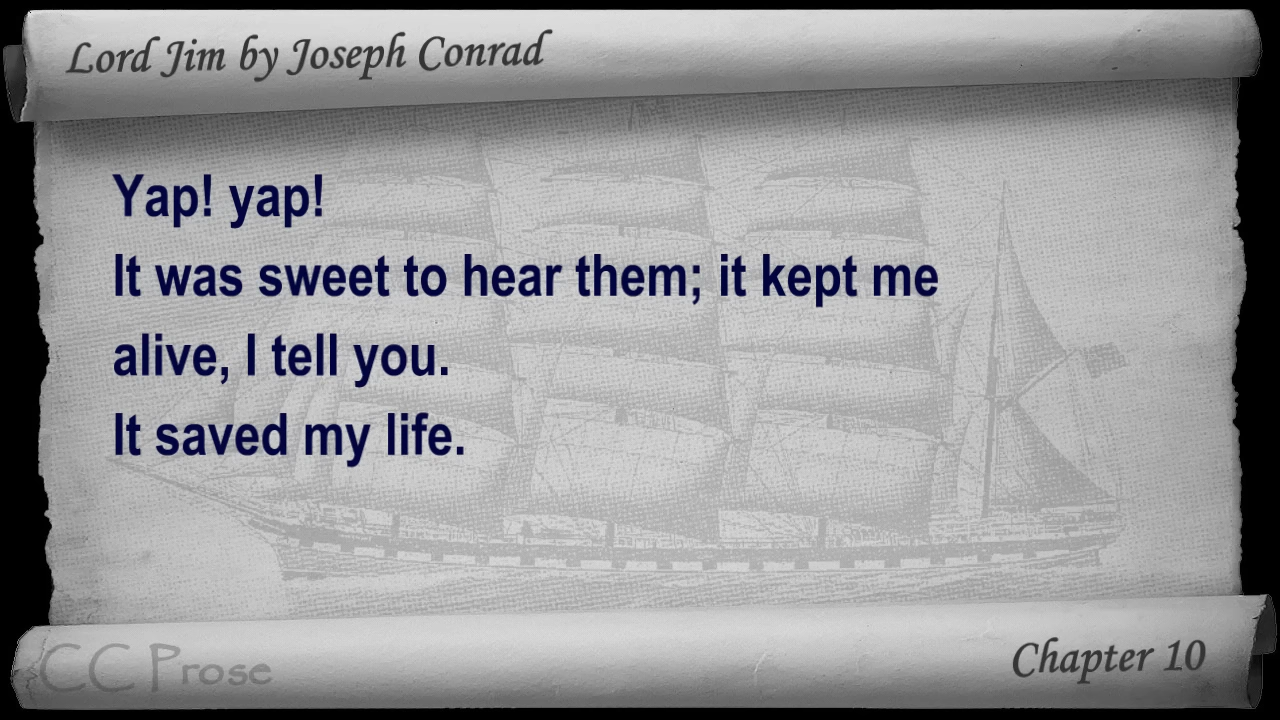 Lord Jim by Joseph Conrad
Yap! yap!
It was sweet to hear them; it kept me
alive, I tell you.
It saved my life.
CC Prose
Chapter 10